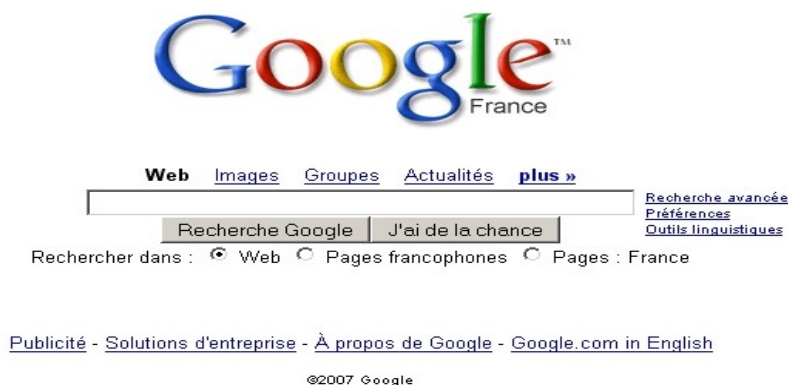 Google™
France
Web Images Groupes Actualités plus »
Recherche avancée
Préférences
Outils linguistiques
Recherche Google J'ai de la chance
Rechercher dans : Web Pages francophones Pages : France
Publicité - Solutions d'entreprise - À propos de Google - Google.com in English
©2007 Google